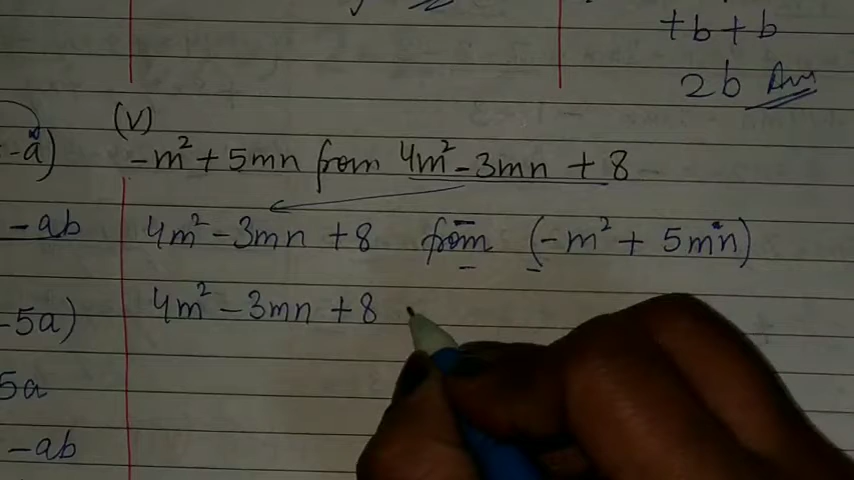 +b+b
2b Ans
(V)
-a)
-m² + 5mn from 4m² - 3mn + 8
-ab
4m² - 3mn + 8 from (-m² + 5mn)
-5a)
4m² - 3mn + 8
5a
-ab